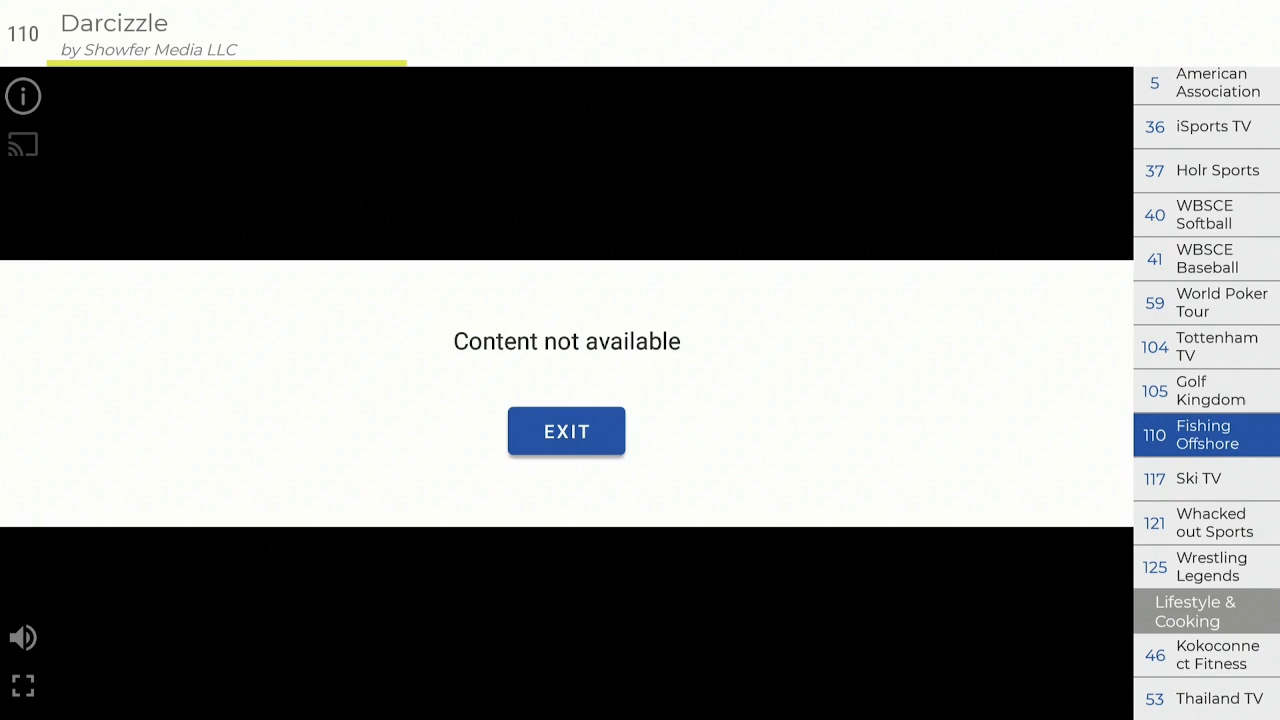 110
Darcizzle
by Showfer Media LLC
Content not available
EXIT
5
American
Association
36 iSports TV
37 Holr Sports
40
WBSCE
Softball
41
WBSCE
Baseball
59
World Poker
Tour
104
Tottenham
TV
105
Golf
Kingdom
110
Fishing
Offshore
117 Ski TV
121
Whacked
out Sports
125
Wrestling
Legends
Lifestyle &
Cooking
46
Kokoconne
ct Fitness
53 Thailand TV